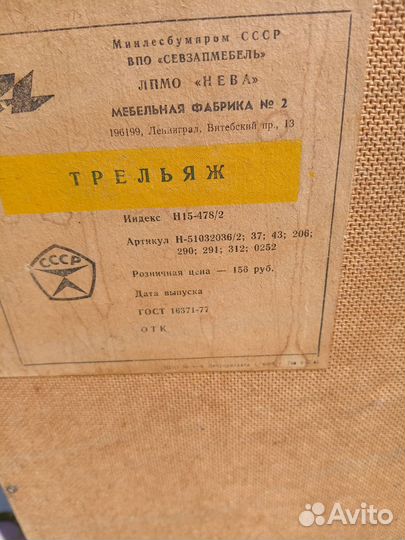 Минлесбумпром СССР
ВПО «СЕВЗАПМЕБЕЛЬ»
ЛПМО «НЕВА»
МЕБЕЛЬНАЯ ФАБРИКА № 2
196199, Ленинград, Витебский пр., 13
ТРЕЛЬЯЖ
Индекс Н15-478/2
Артикул Н-51032036/2; 37; 43; 206;
290; 291; 312; 0252
СССР
Розничная цена — 156 руб.
Дата выпуска
ГОСТ 16371-77
ОТК
Avito